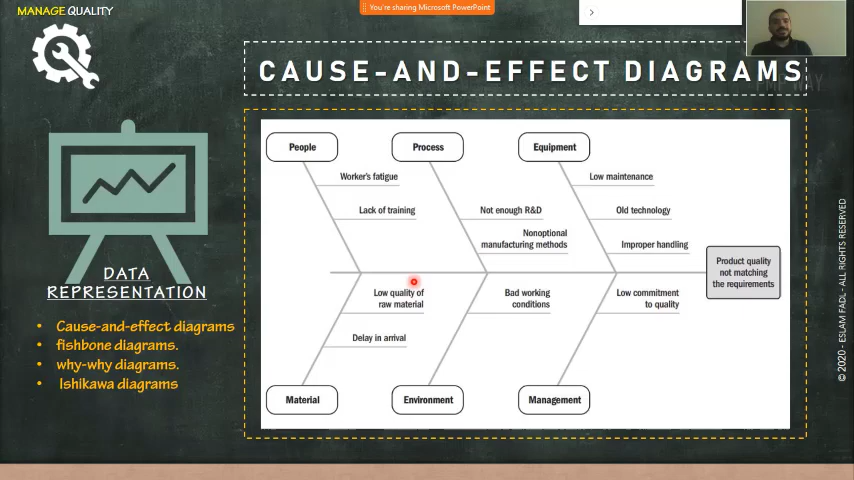 MANAGE QUALITY
You're sharing Microsoft PowerPoint
CAUSE-AND-EFFECT DIAGRAMS
PMP WAY
DATA
REPRESENTATION
• Cause-and-effect diagrams
• fishbone diagrams.
• why-why diagrams.
• Ishikawa diagrams
People
Process
Equipment
Worker's fatigue
Lack of training
Not enough R&D
Nonoptional
manufacturing methods
Low maintenance
Old technology
Improper handling
Product quality
not matching
the requirements
Low quality of
raw material
Delay in arrival
Bad working
conditions
Low commitment
to quality
Material
Environment
Management
© 2020 - ESLAM FADL - ALL RIGHTS RESERVED